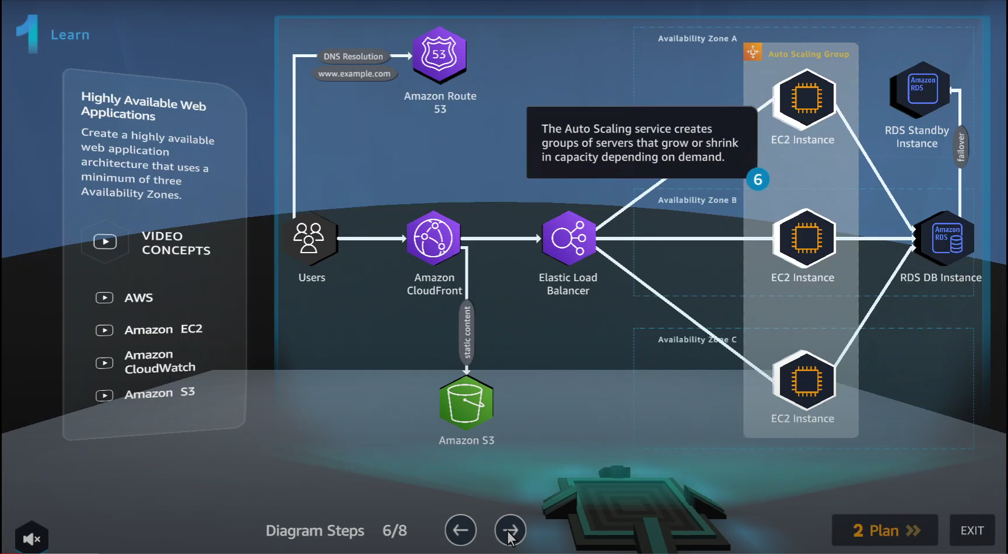 1
Learn
Highly Available Web
Applications
Create a highly available
web application
architecture that uses a
minimum of three
Availability Zones.
VIDEO
CONCEPTS
AWS
Amazon EC2
Amazon
CloudWatch
Amazon S3
DNS Resolution
www.example.com
53
Amazon Route
53
Users
Amazon
CloudFront
static content
Amazon S3
Elastic Load
Balancer
The Auto Scaling service creates
groups of servers that grow or shrink
in capacity depending on demand.
6
Availability Zone A
Auto Scaling Group
EC2 Instance
Amazon
RDS
RDS Standby
Instance
failover
Availability Zone B
EC2 Instance
Amazon
RDS
RDS DB Instance
Availability Zone C
EC2 Instance
Diagram Steps 6/8
2 Plan
EXIT